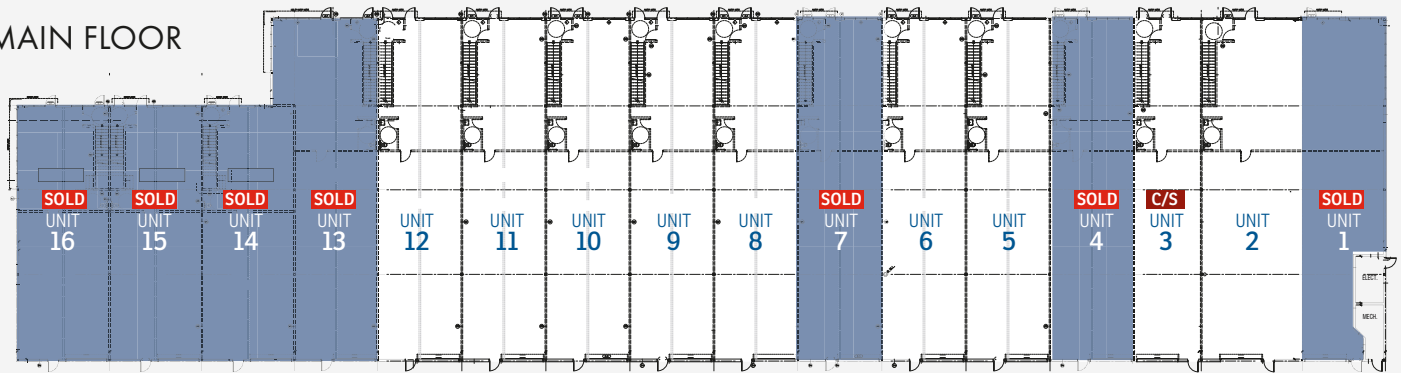 MAIN FLOOR
SOLD
UNIT
16
SOLD
UNIT
15
SOLD
UNIT
14
SOLD
UNIT
13
UNIT
12
UNIT
11
UNIT
10
UNIT
9
UNIT
8
SOLD
UNIT
7
UNIT
6
UNIT
5
SOLD
UNIT
4
C/S
UNIT
3
UNIT
2
SOLD
UNIT
1
ELECT.
MECH.